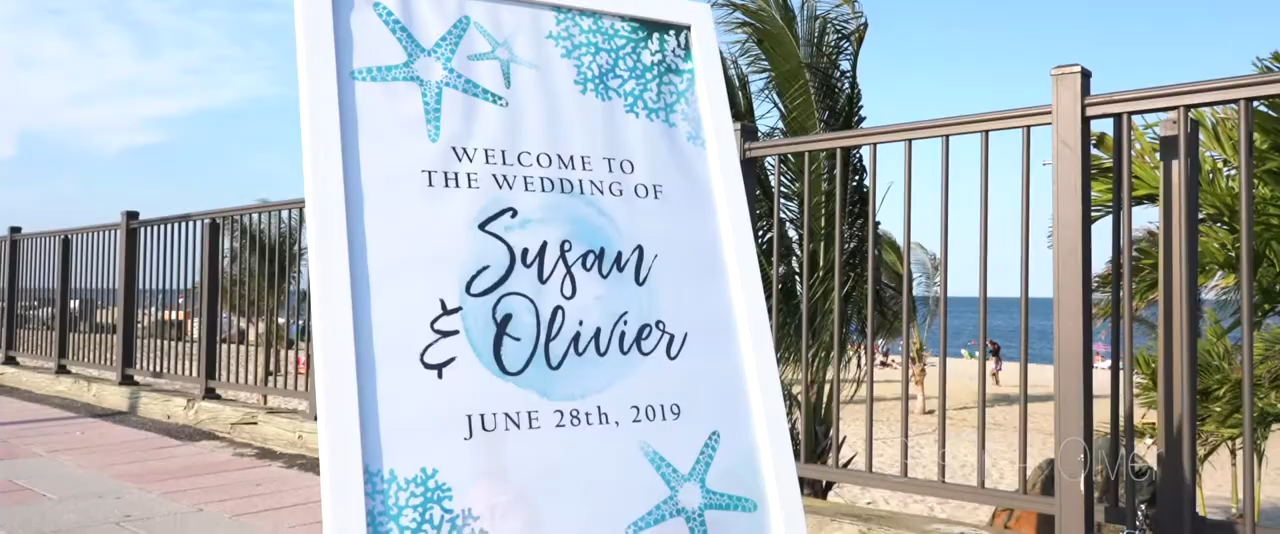 WELCOME TO
THE WEDDING OF
Susan
& Olivier
JUNE 28th, 2019